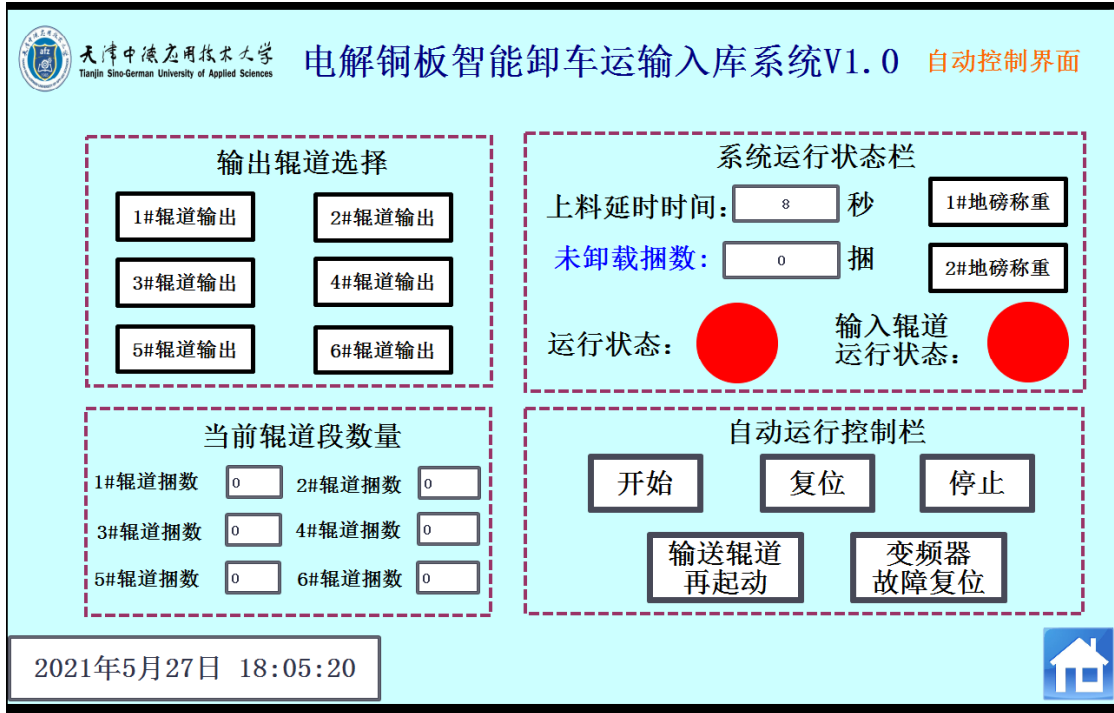 天津中德应用技术大学
Tianjin Sino-German University of Applied Sciences
电解铜板智能卸车运输入库系统V1.0
自动控制界面
输出辊道选择
1#辊道输出
2#辊道输出
3#辊道输出
4#辊道输出
5#辊道输出
6#辊道输出
系统运行状态栏
上料延时时间: 8 秒
1#地磅称重
未卸载捆数: 0 捆
2#地磅称重
运行状态:
输入辊道
运行状态:
当前辊道段数量
1#辊道捆数 0
2#辊道捆数 0
3#辊道捆数 0
4#辊道捆数 0
5#辊道捆数 0
6#辊道捆数 0
自动运行控制栏
开始
复位
停止
输送辊道
再起动
变频器
故障复位
2021年5月27日 18:05:20